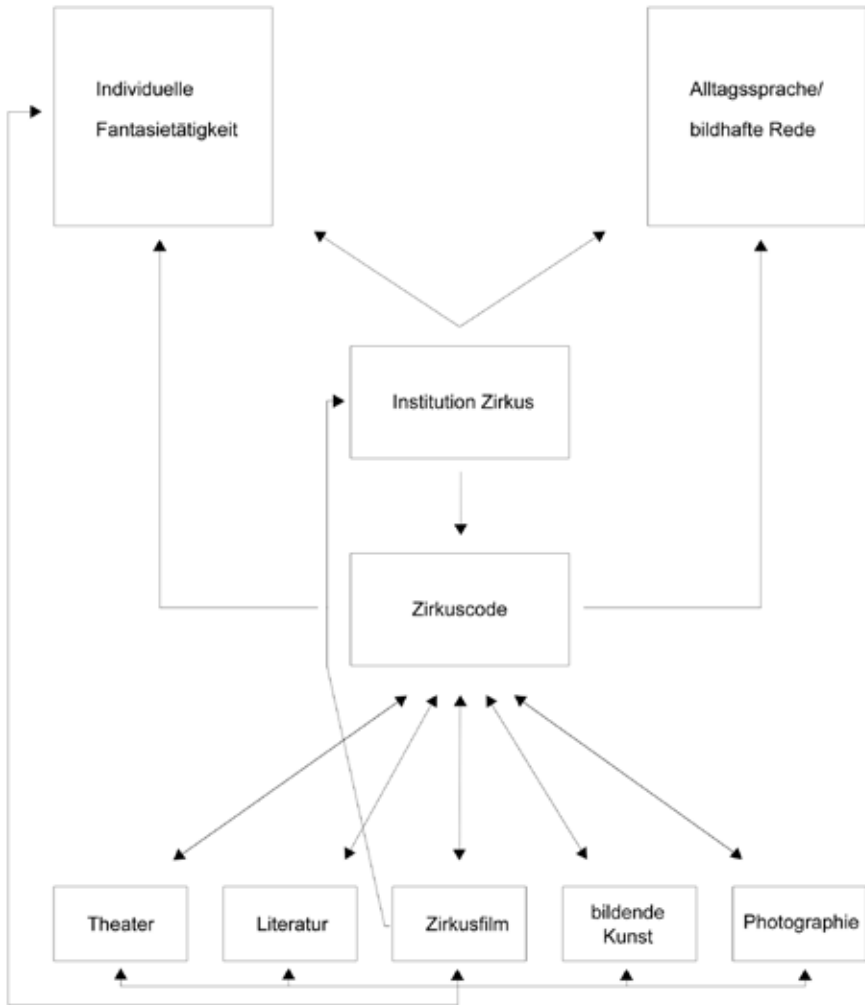 Individuelle
Fantasietätigkeit
Alltagssprache/
bildhafte Rede
Institution Zirkus
Zirkuscode
Theater
Literatur
Zirkusfilm
bildende
Kunst
Photographie